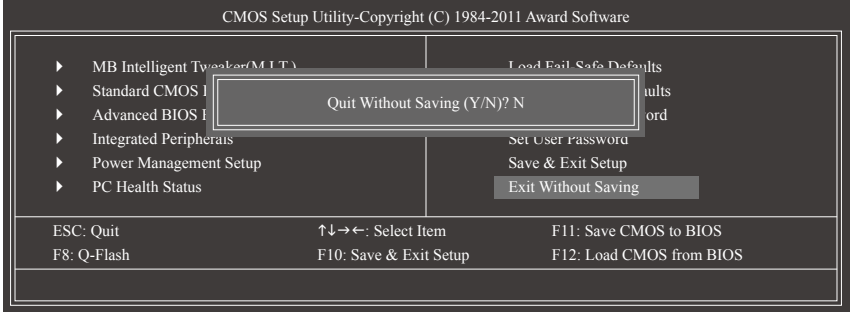 CMOS Setup Utility-Copyright (C) 1984-2011 Award Software
MB Intelligent Tweaker(M.I.T.)
Standard CMOS
Advanced BIOS
Integrated Peripherals
Power Management Setup
PC Health Status
Load Fail-Safe Defaults
Set User Password
Save & Exit Setup
Exit Without Saving
Quit Without Saving (Y/N)? N
ESC: Quit ↑↓→←: Select Item F11: Save CMOS to BIOS
F8: Q-Flash F10: Save & Exit Setup F12: Load CMOS from BIOS